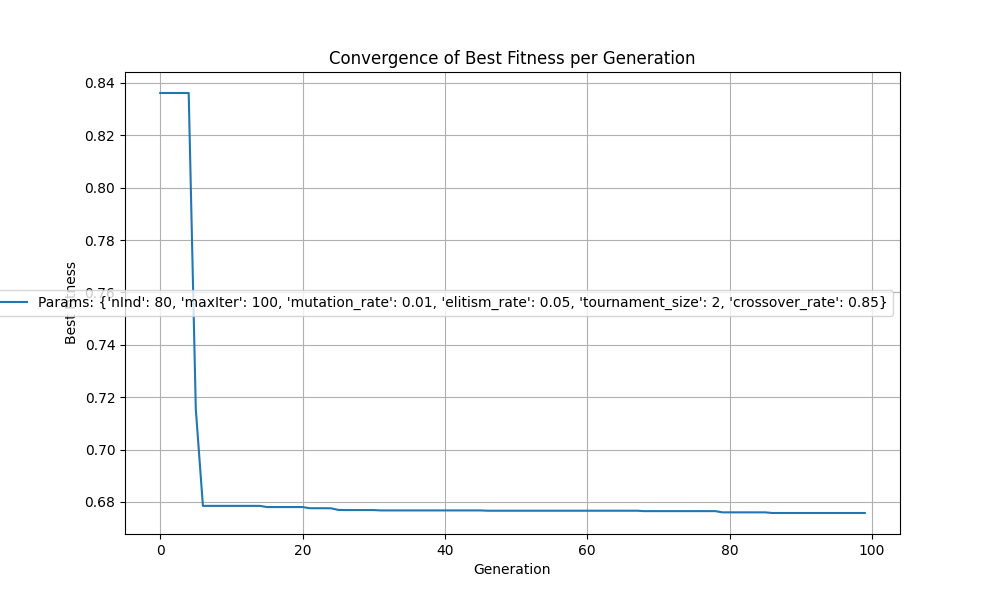 Convergence of Best Fitness per Generation
0.84
0.82
0.80
0.78
0.76
0.74
0.72
0.70
0.68
Best
Params: {'nInd': 80, 'maxIter': 100, 'mutation_rate': 0.01, 'elitism_rate': 0.05, 'tournament_size': 2, 'crossover_rate': 0.85}
0 20 40 60 80 100
Generation